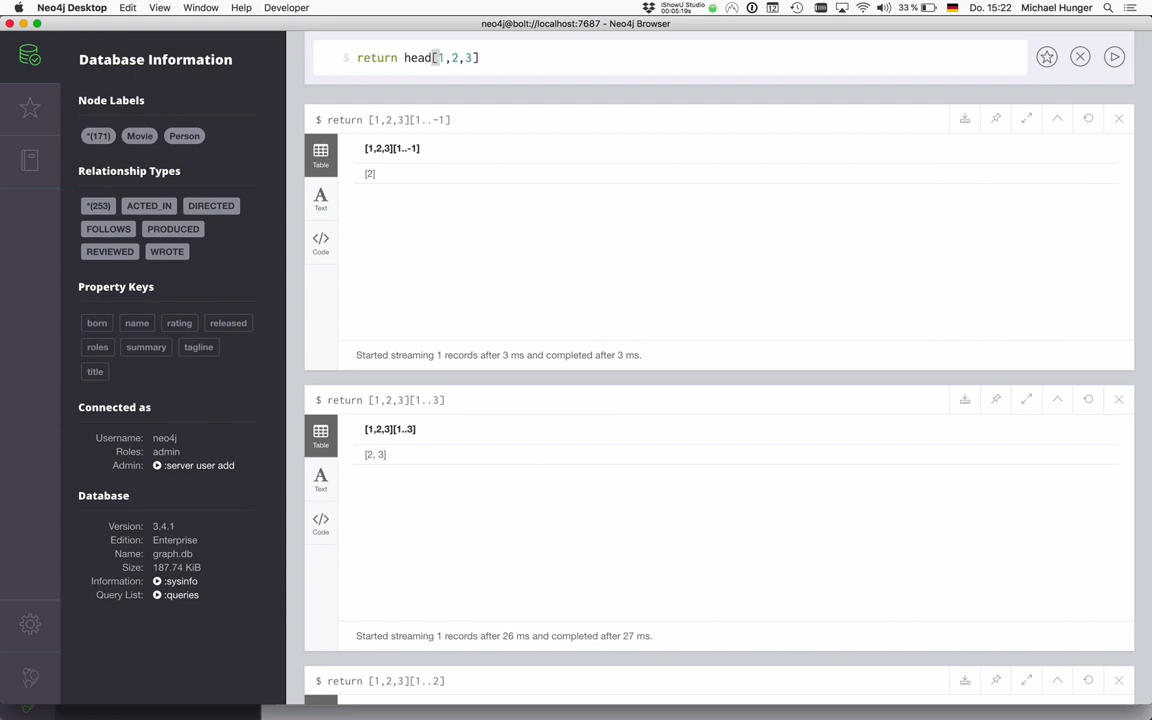 Neo4j Desktop Edit View Window Help Developer iShowU Studio 00:05:19s 12 33 % Do. 15:22 Michael Hunger
neo4j@bolt://localhost:7687 - Neo4j Browser
Database Information
Node Labels
*(171) Movie Person
Relationship Types
*(253) ACTED_IN DIRECTED
FOLLOWS PRODUCED
REVIEWED WROTE
Property Keys
born name rating released
roles summary tagline
title
Connected as
Username: neo4j
Roles: admin
Admin: :server user add
Database
Version: 3.4.1
Edition: Enterprise
Name: graph.db
Size: 187.74 KiB
Information: :sysinfo
Query List: :queries
$ return head[1,2,3]
$ return [1,2,3][1..-1]
Table
Text
Code
[1,2,3][1..-1]
[2]
Started streaming 1 records after 3 ms and completed after 3 ms.
$ return [1,2,3][1..3]
Table
Text
Code
[1,2,3][1..3]
[2, 3]
Started streaming 1 records after 26 ms and completed after 27 ms.
$ return [1,2,3][1..2]